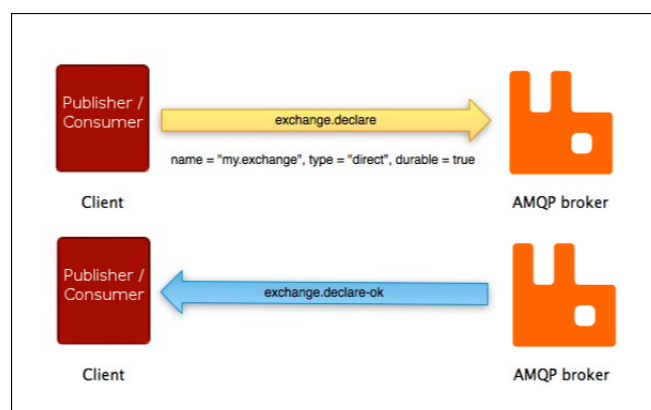 Publisher /
Consumer
exchange.declare
name = "my.exchange", type = "direct", durable = true
Client
AMQP broker
Publisher /
Consumer
exchange.declare-ok
Client
AMQP broker